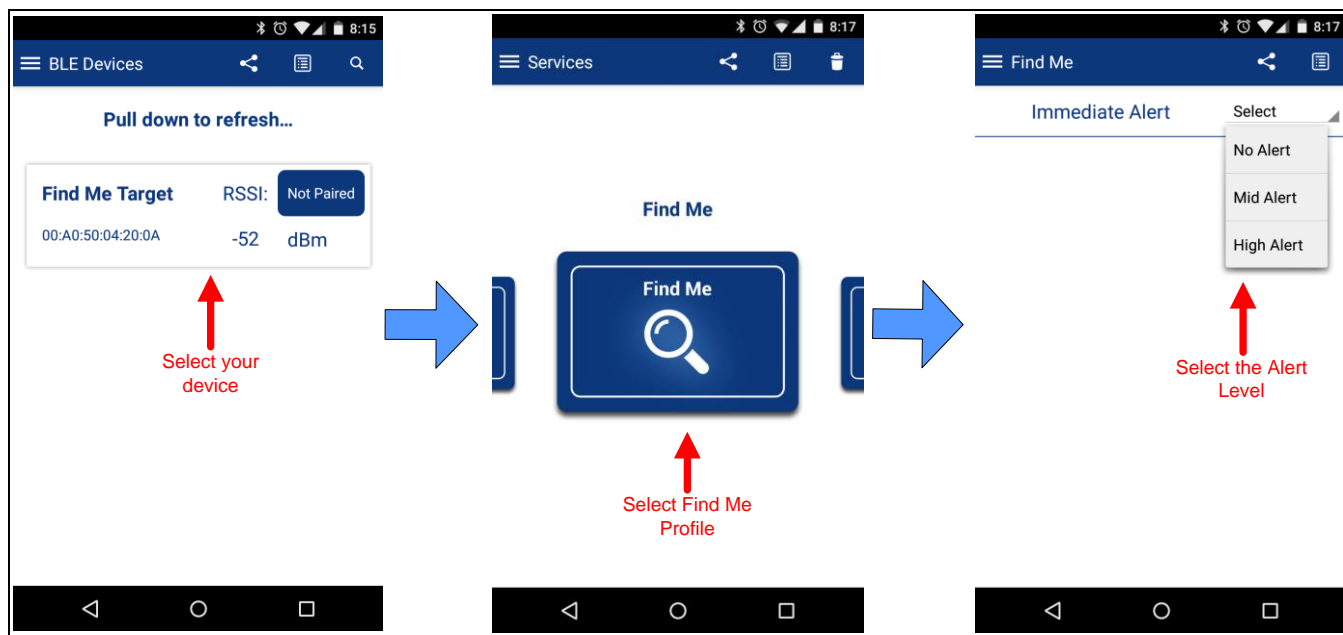 8:15
BLE Devices
Pull down to refresh...
Find Me Target RSSI: Not Paired
00:A0:50:04:20:0A -52 dBm
Select your
device
8:17
Services
Find Me
Find Me
Select Find Me
Profile
8:17
Find Me
Immediate Alert Select
No Alert
Mid Alert
High Alert
Select the Alert
Level